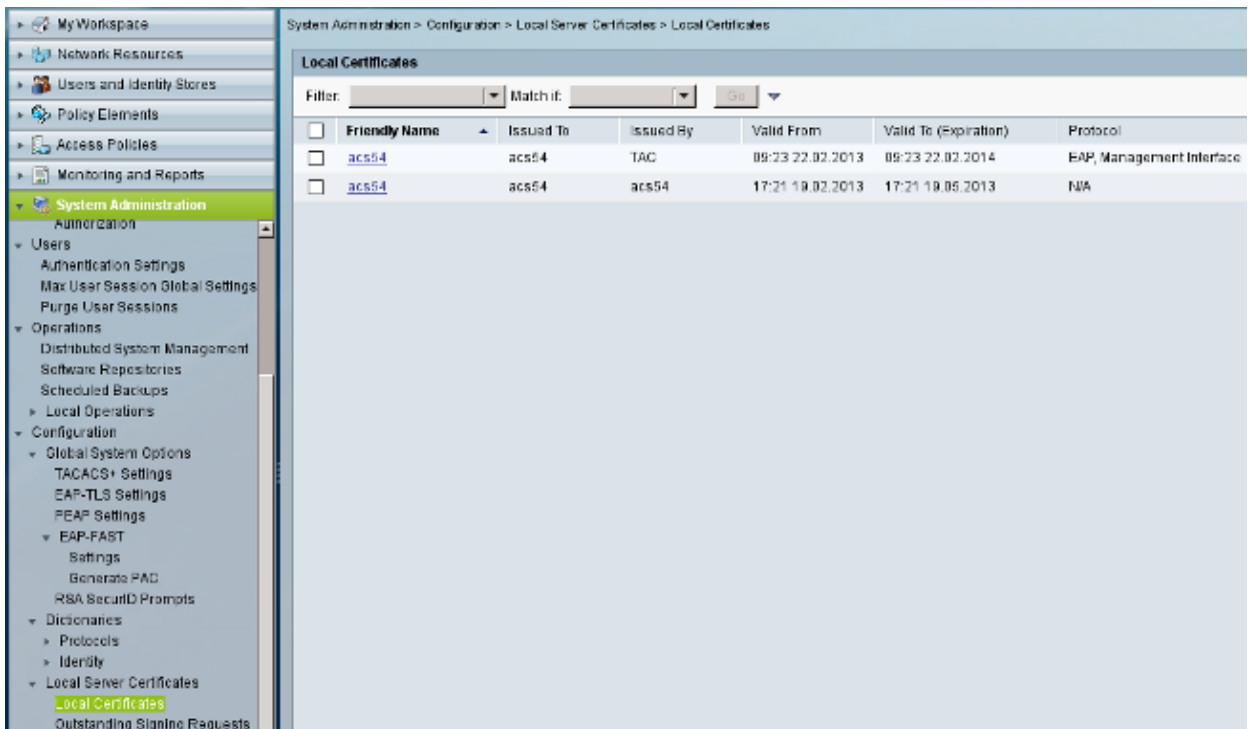 My Workspace
Network Resources
Users and Identity Stores
Policy Elements
Access Policies
Monitoring and Reports
System Administration
Authorization
Users
Authentication Settings
Max User Session Global Settings
Purge User Sessions
Operations
Distributed System Management
Software Repositories
Scheduled Backups
Local Operations
Configuration
Global System Options
TACACS+ Settings
EAP-TLS Settings
PEAP Settings
EAP-FAST
Settings
Generate PAC
RSA SecurID Prompts
Dictionaries
Protocols
Identity
Local Server Certificates
Local Certificates
Outstanding Signing Requests
System Administration > Configuration > Local Server Certificates > Local Certificates
Local Certificates
Filter: Match if: Go
Friendly Name Issued To Issued By Valid From Valid To (Expiration) Protocol
acs54 acs54 TAC 09:23 22.02.2013 09:23 22.02.2014 EAP, Management Interface
acs54 acs54 acs54 17:21 19.02.2013 17:21 19.05.2013 N/A